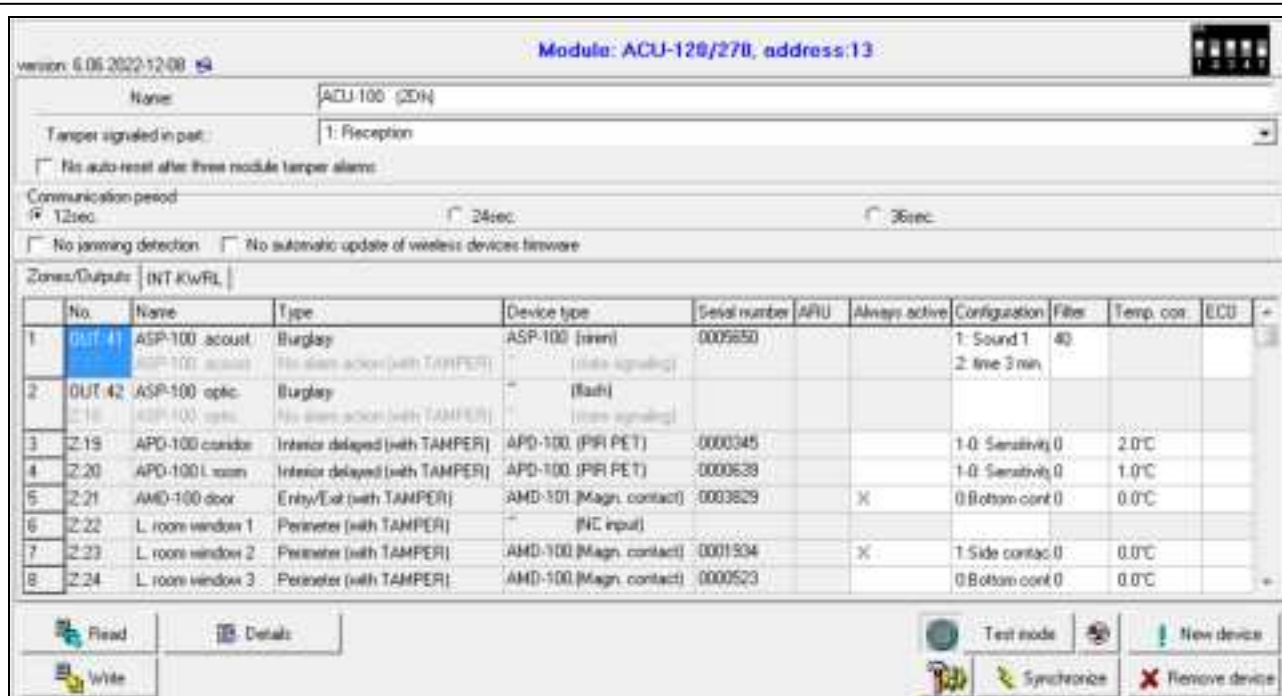 Module: ACU-120/270, address:13
version: 6.06 2022-12-08
1 2 3 4 5
Name: ACU-100 (2Dh)
Tamper signaled in part.: 1: Reception
No auto-reset after three module tamper alarms
Communication period
12sec. 24sec. 36sec.
No jamming detection No automatic update of wireless devices firmware
Zones/Outputs INT-KWRL
No. Name Type Device type Serial number ARU Always active Configuration Filter Temp. corr. ECO
1 OUT 41 ASP-100 acoust. Burglary ASP-100 (siren) 0005650 1: Sound 1 40
ASP-100 acoust. No alarm action (with TAMPER) " (state signaling) 2: time 3 min.
2 OUT 42 ASP-100 optic. Burglary " (flash)
Z.18 ASP-100 optic. No alarm action (with TAMPER) " (state signaling)
3 Z.19 APD-100 corridor Interior delayed (with TAMPER) APD-100. (PIR PET) 0000345 1-0: Sensitivity 0 2.0°C
4 Z.20 APD-100 l. room Interior delayed (with TAMPER) APD-100. (PIR PET) 0000639 1-0: Sensitivity 0 1.0°C
5 Z.21 AMD-100 door Entry/Exit (with TAMPER) AMD-101 (Magn. contact) 0003829 X 0:Bottom cont 0 0.0°C
6 Z.22 L. room window 1 Perimeter (with TAMPER) " (NC input)
7 Z.23 L. room window 2 Perimeter (with TAMPER) AMD-100 (Magn. contact) 0001934 X 1:Side contac 0 0.0°C
8 Z.24 L. room window 3 Perimeter (with TAMPER) AMD-100 (Magn. contact) 0000523 0:Bottom cont 0 0.0°C
Read Details Test mode New device
Write Synchronize Remove device